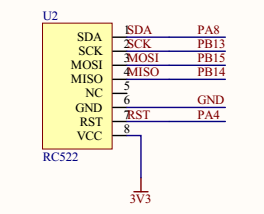 U2
SDA 1 SDA PA8
SCK 2 SCK PB13
MOSI 3 MOSI PB15
MISO 4 MISO PB14
NC 5
GND 6 GND
RST 7 RST PA4
VCC 8
RC522
3V3